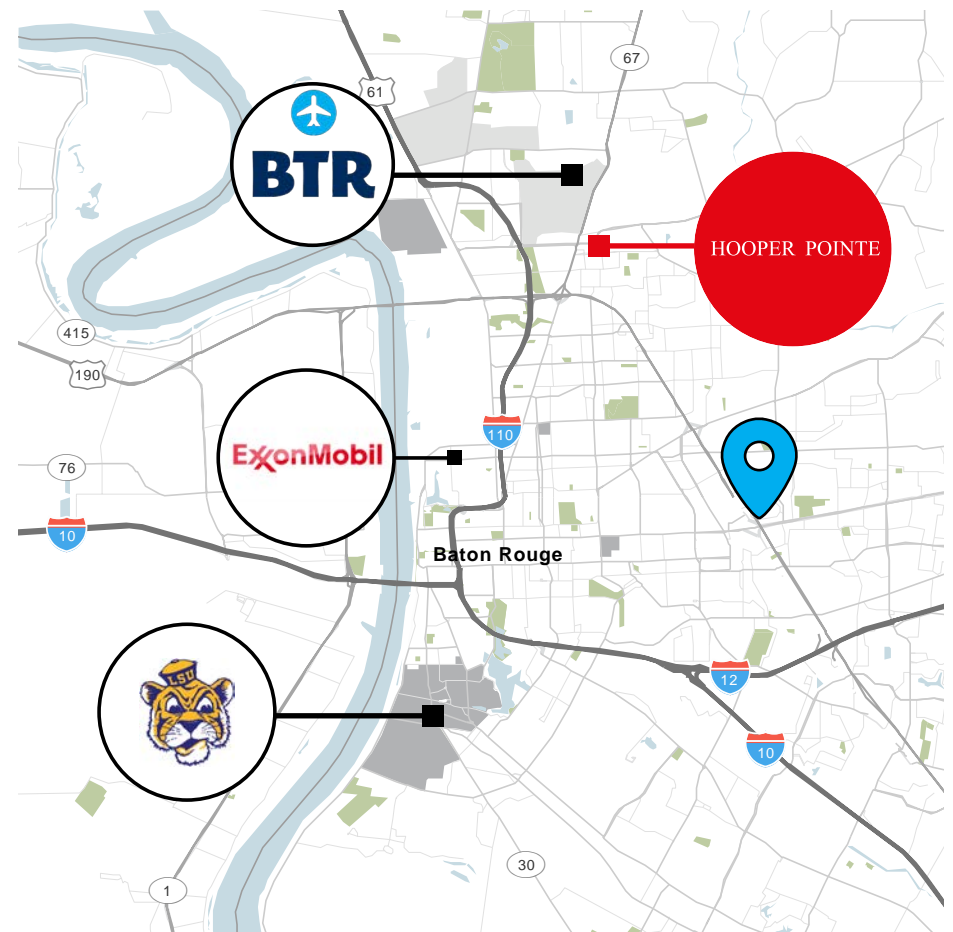 67
61
BTR
HOOPER POINTE
415
190
110
ExxonMobil
76
10
Baton Rouge
LSU
12
10
30
1